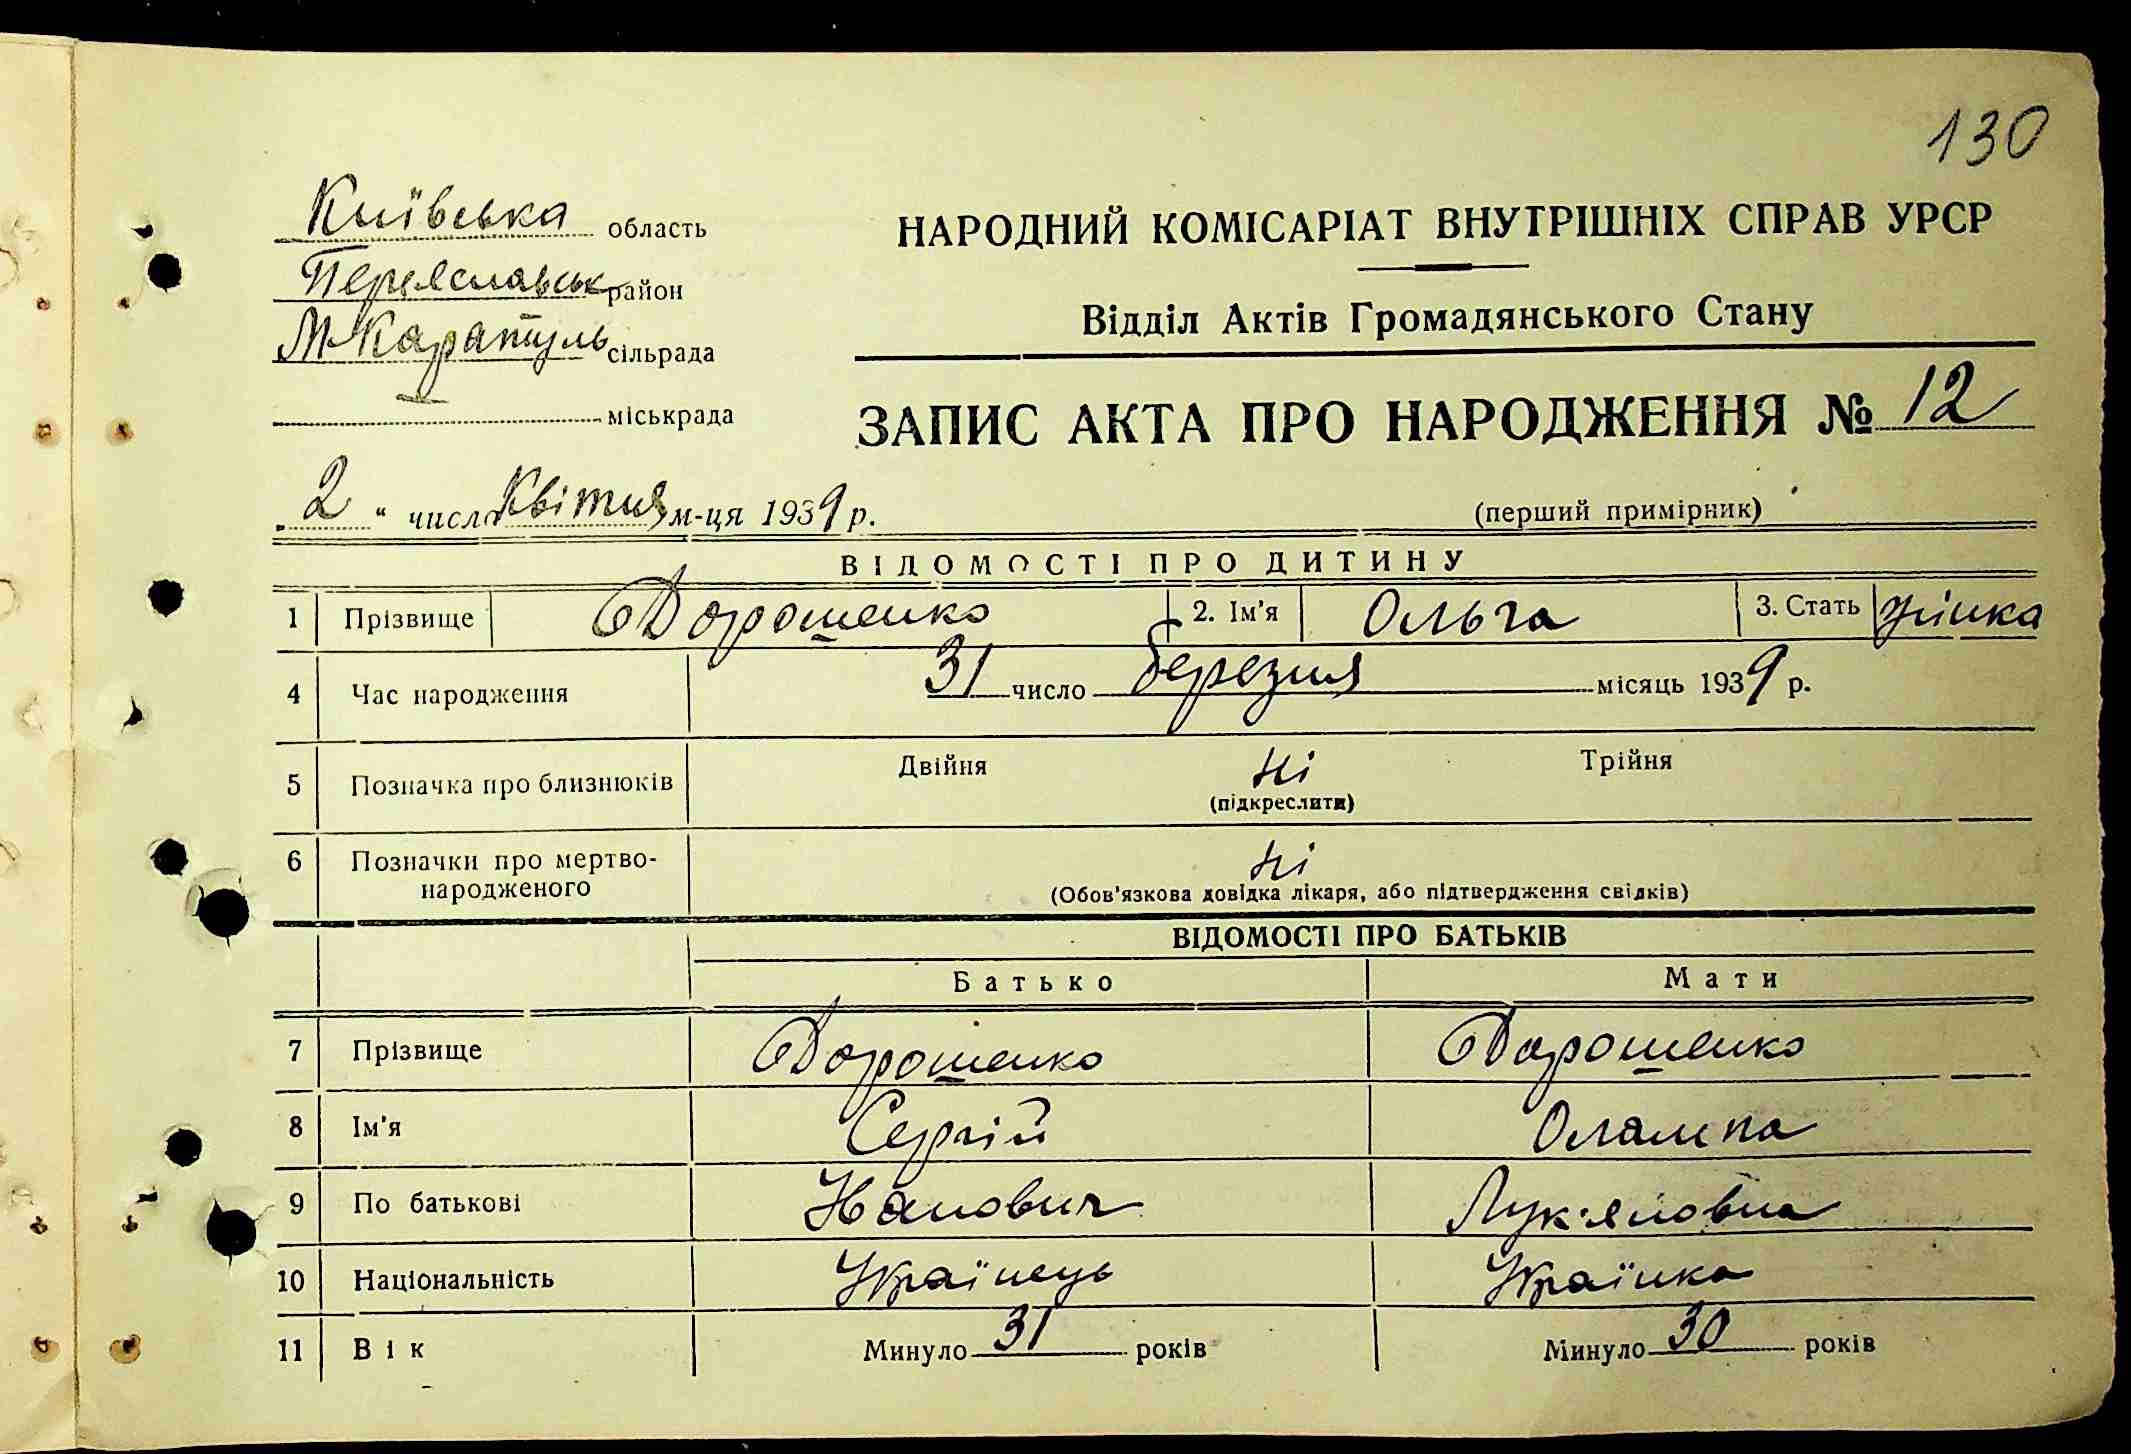 130
Київська область
Переяславськ район
М-Каратуль сільрада
міськрада
НАРОДНИЙ КОМІСАРІАТ ВНУТРІШНІХ СПРАВ УРСР
Відділ Актів Громадянського Стану
ЗАПИС АКТА ПРО НАРОДЖЕННЯ № 12
„2“ число Квітня м-ця 1939 р.
(перший примірник)
ВІДОМОСТІ ПРО ДИТИНУ
1 Прізвище Дорошенко 2. Ім'я Ольга 3. Стать жінка
4 Час народження 31 число березня місяць 1939 р.
5 Позначка про близнюків Двійня Ні Трійня
(підкреслити)
6 Позначки про мертво-
народженого Ні
(Обов'язкова довідка лікаря, або підтвердження свідків)
ВІДОМОСТІ ПРО БАТЬКІВ
Батько Мати
7 Прізвище Дорошенко Дорошенко
8 Ім'я Сергій Олампа
9 По батькові Іванович Лук'яновна
10 Національність Українець Українка
11 Вік Минуло 31 років Минуло 30 років